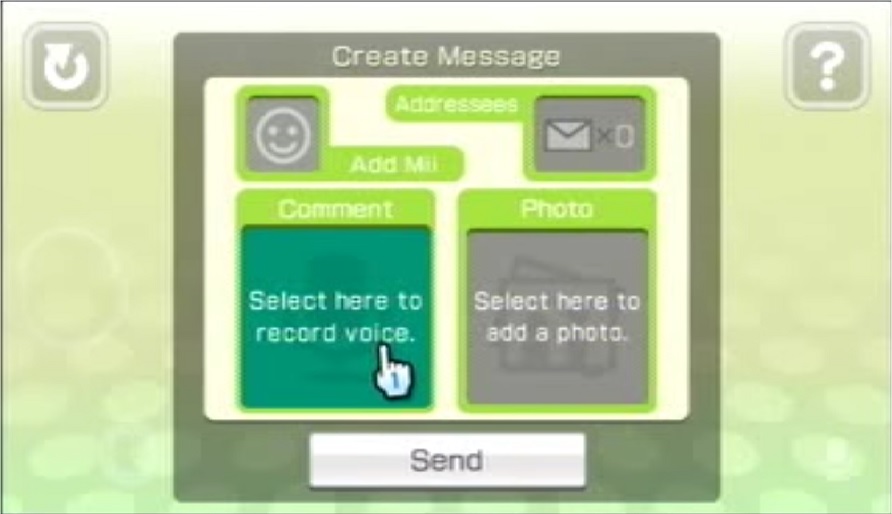 Create Message
?
Addressees
×0
Add Mii
Comment
Photo
Select here to
record voice.
Select here to
add a photo.
1
Send